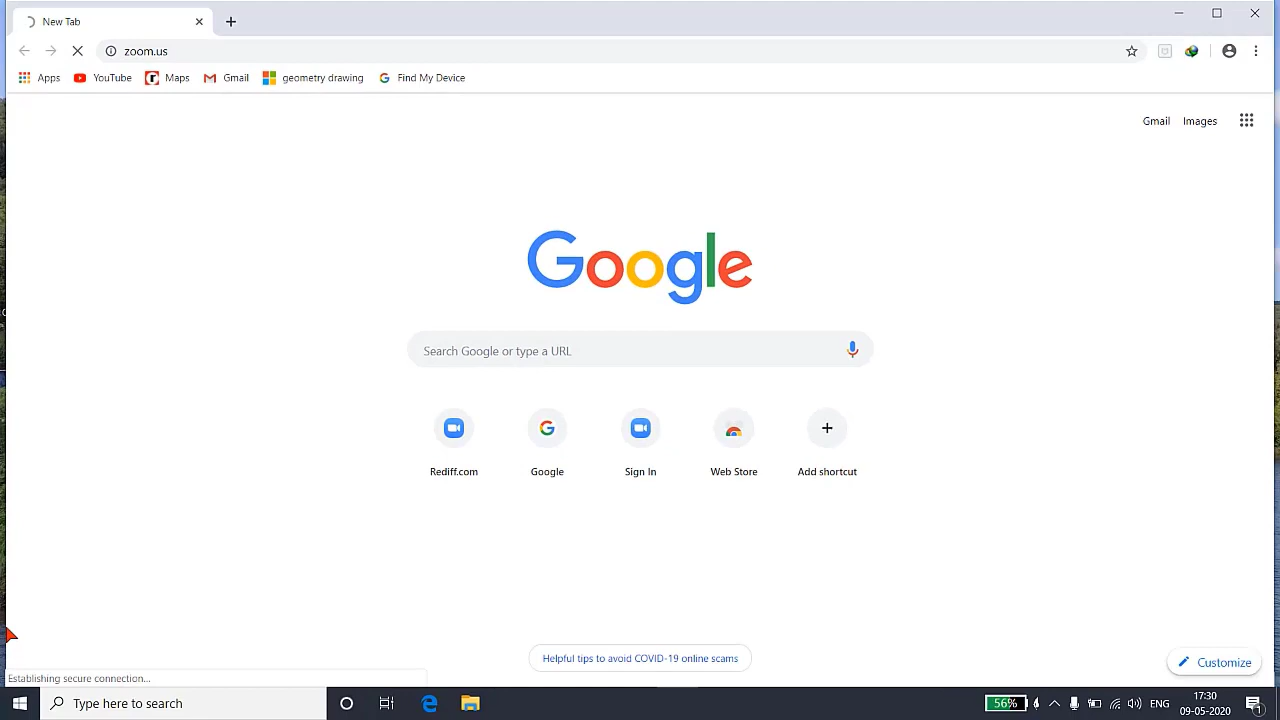 New Tab
zoom.us
Apps YouTube Maps Gmail geometry drawing Find My Device
Gmail Images
Google
Search Google or type a URL
Rediff.com Google Sign In Web Store Add shortcut
Helpful tips to avoid COVID-19 online scams
Customize
Establishing secure connection...
Type here to search
56%
ENG
17:30
09-05-2020
1